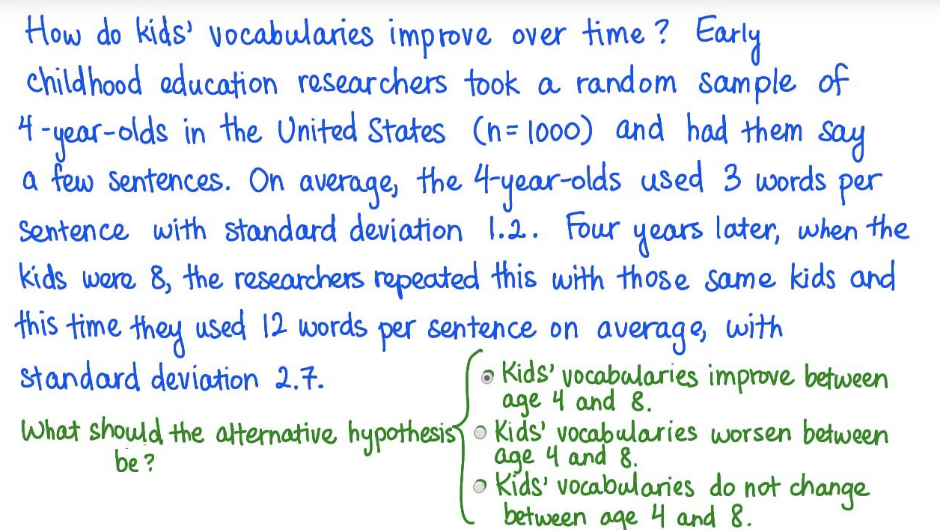 How do kids' vocabularies improve over time? Early
childhood education researchers took a random sample of
4-year-olds in the United States (n=1000) and had them say
a few sentences. On average, the 4-year-olds used 3 words per
sentence with standard deviation 1.2. Four years later, when the
kids were 8, the researchers repeated this with those same kids and
this time they used 12 words per sentence on average, with
standard deviation 2.7.
What should the alternative hypothesis
be?
Kids' vocabularies improve between
age 4 and 8.
Kids' vocabularies worsen between
age 4 and 8.
Kids' vocabularies do not change
between age 4 and 8.